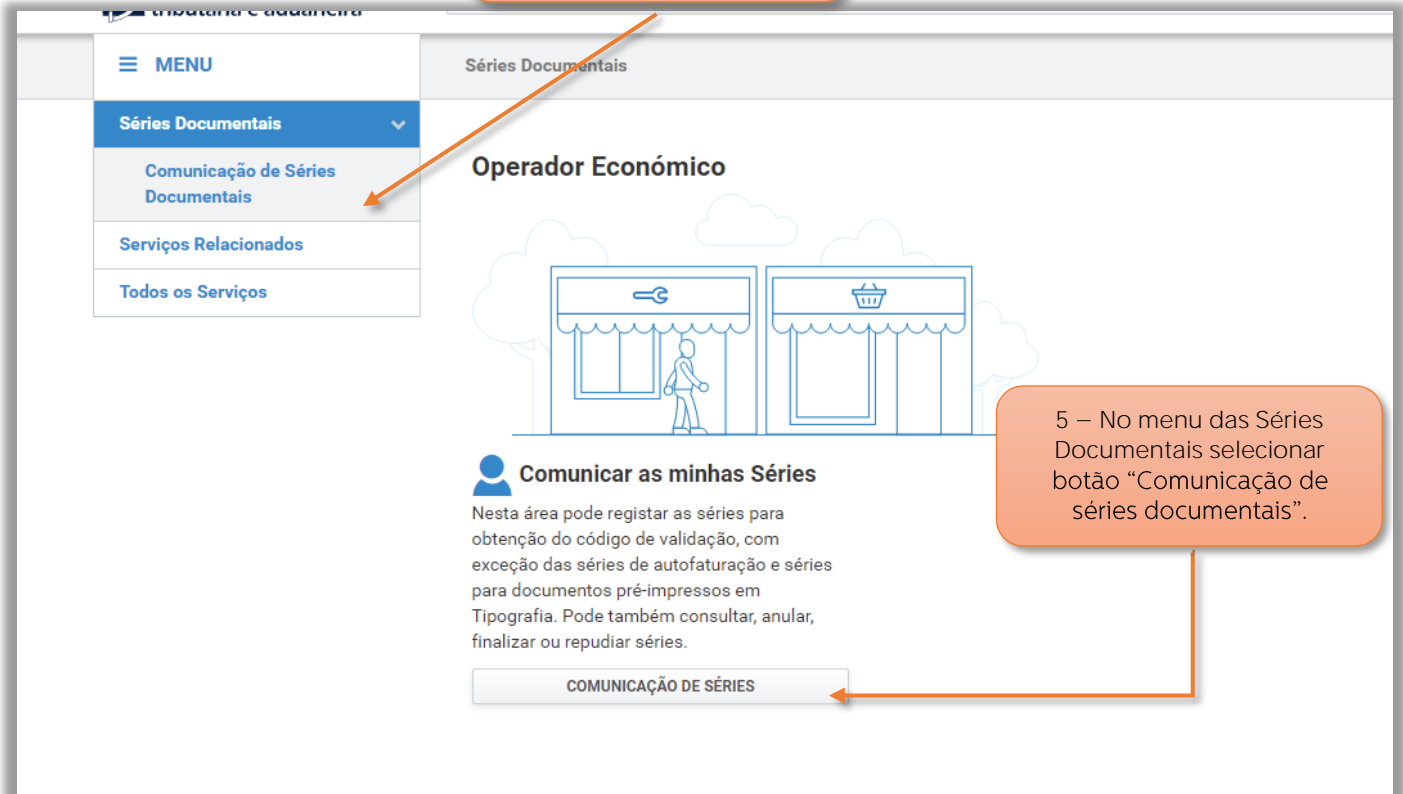 tributária e aduaneira
MENU
Séries Documentais
Séries Documentais
Comunicação de Séries
Documentais
Serviços Relacionados
Todos os Serviços
Operador Económico
Comunicar as minhas Séries
Nesta área pode registar as séries para
obtenção do código de validação, com
exceção das séries de autofaturação e séries
para documentos pré-impressos em
Tipografia. Pode também consultar, anular,
finalizar ou repudiar séries.
COMUNICAÇÃO DE SÉRIES
5 – No menu das Séries
Documentais selecionar
botão “Comunicação de
séries documentais”.